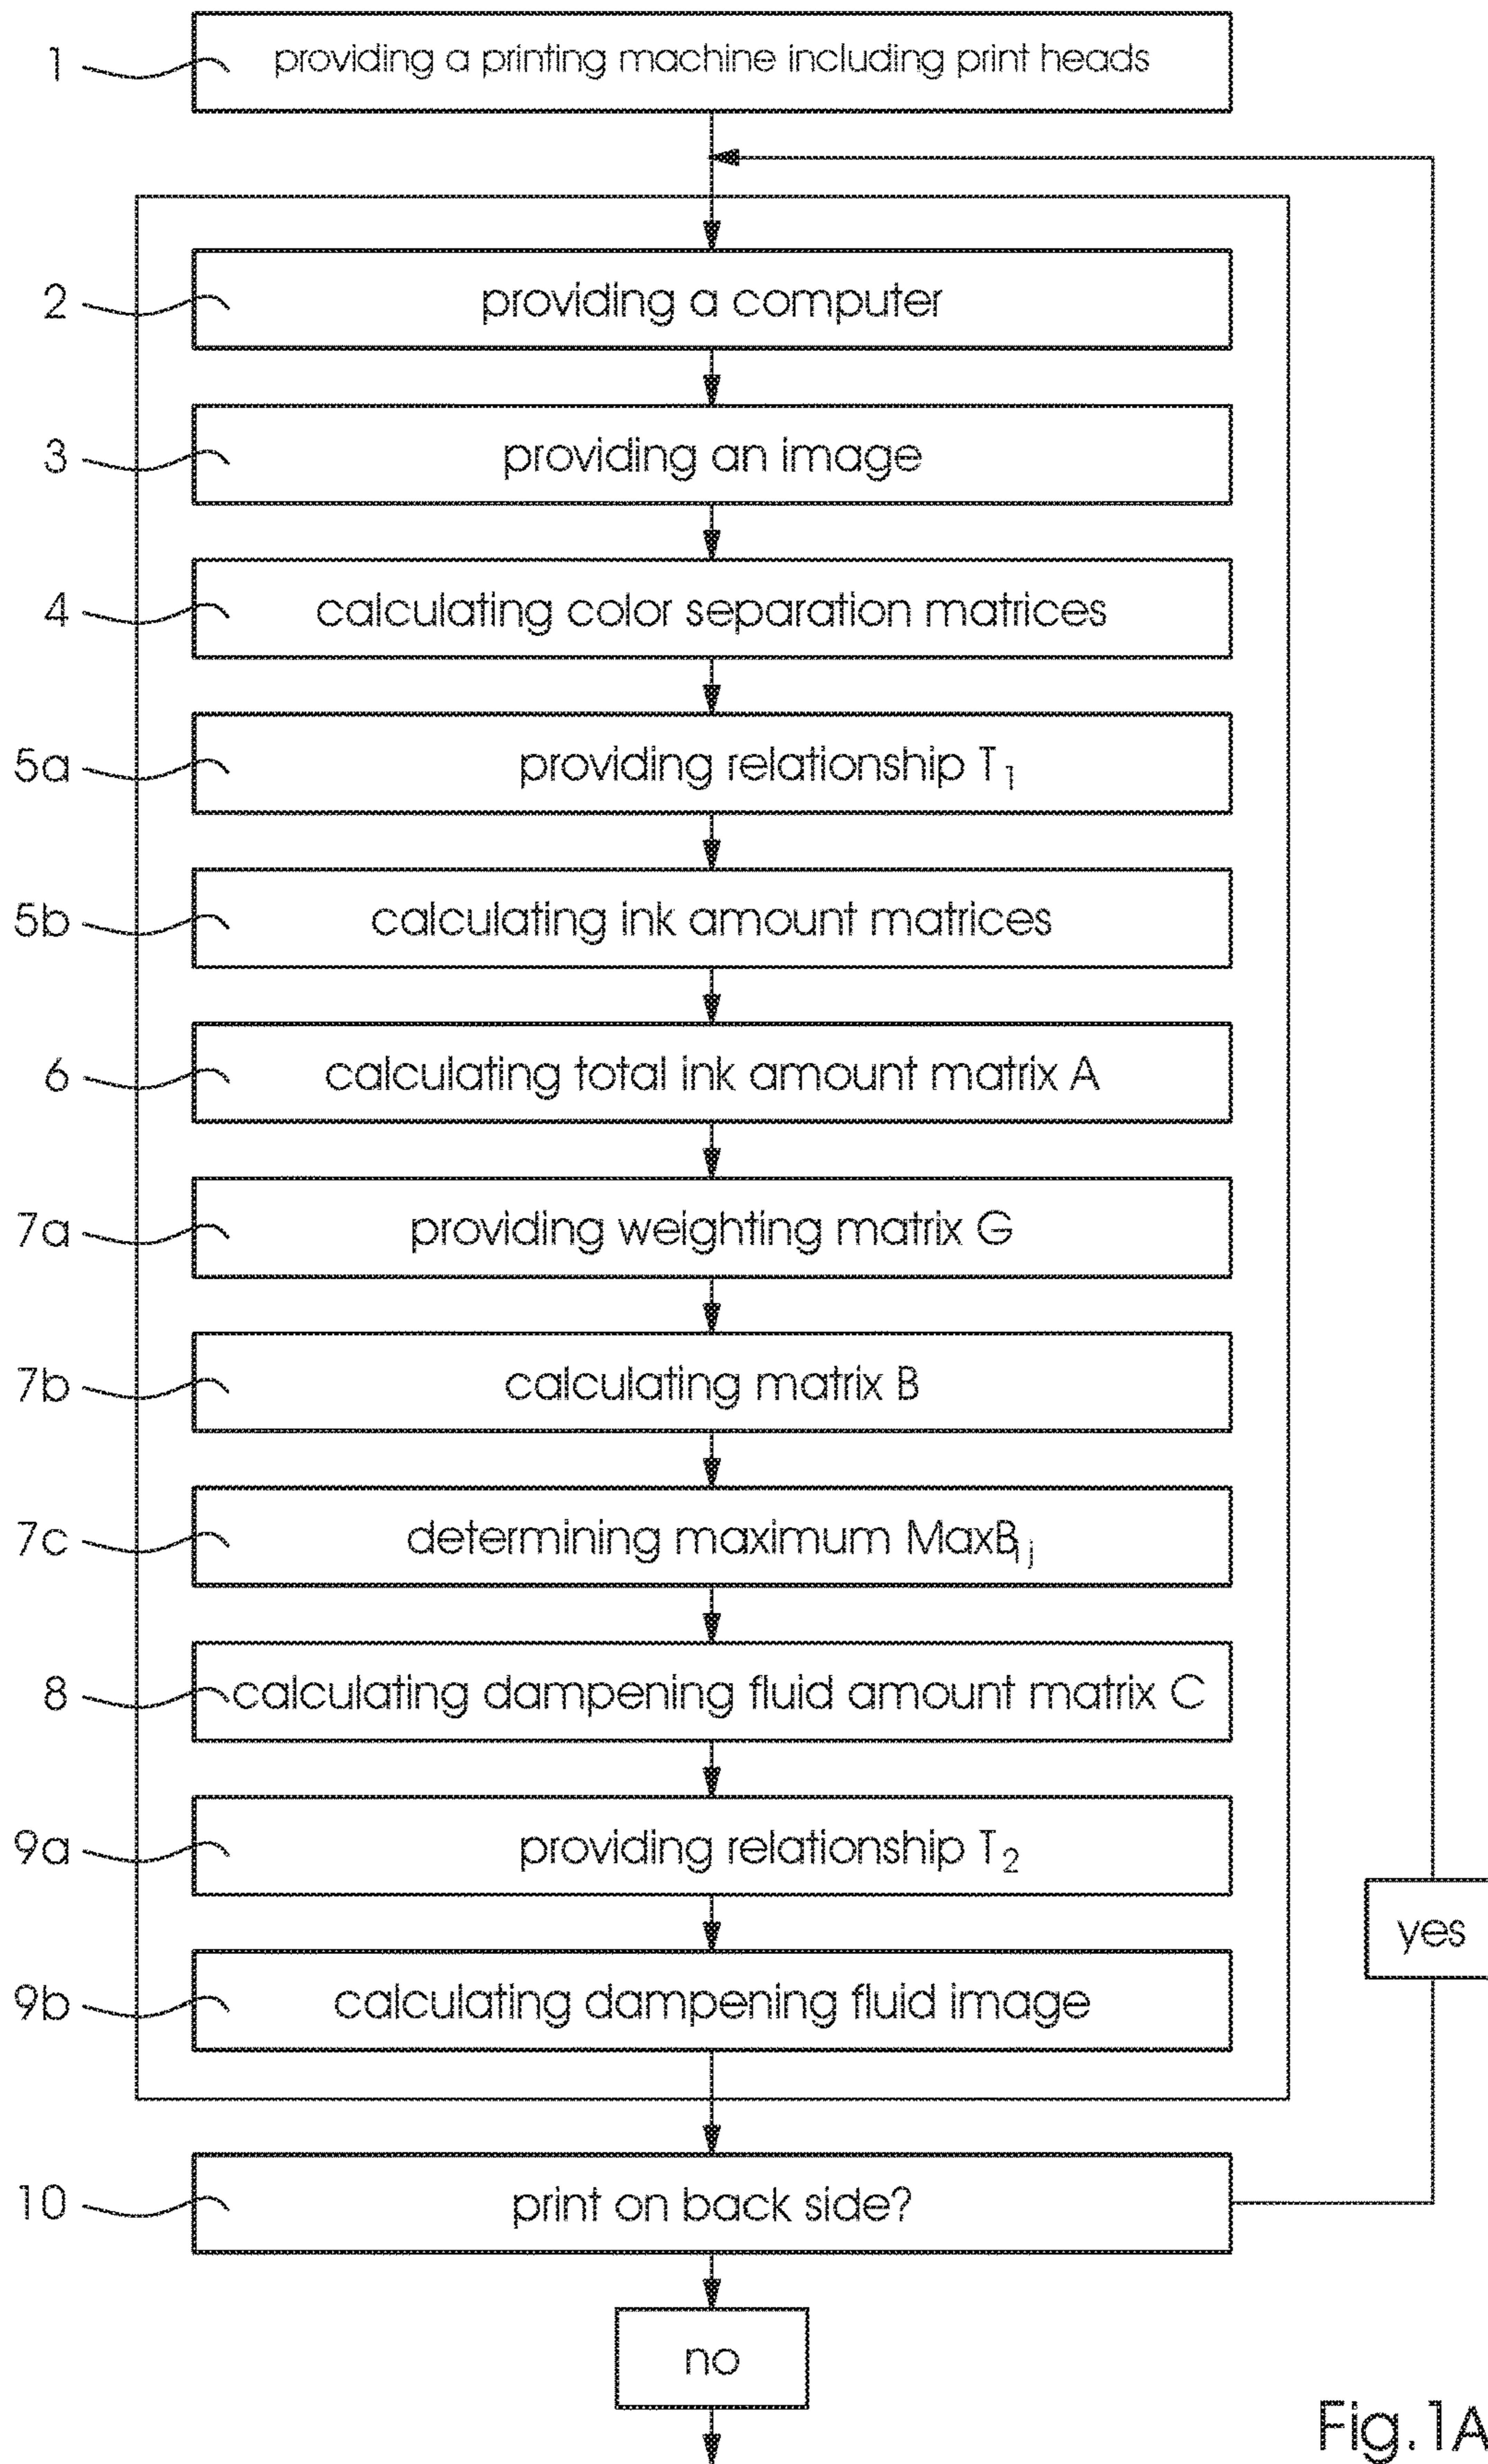 1 providing a printing machine including print heads
2 providing a computer
3 providing an image
4 calculating color separation matrices
5a providing relationship T₁
5b calculating ink amount matrices
6 calculating total ink amount matrix A
7a providing weighting matrix G
7b calculating matrix B
7c determining maximum MaxBᵢⱼ
8 calculating dampening fluid amount matrix C
9a providing relationship T₂
yes
9b calculating dampening fluid image
10 print on back side?
no
Fig.1A